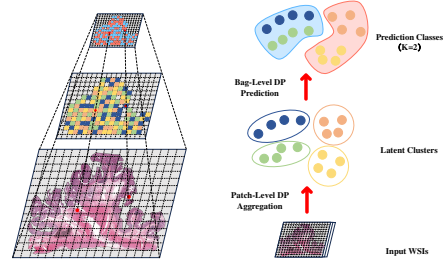 Prediction Classes
(K=2)
Bag-Level DP
Prediction
Latent Clusters
Patch-Level DP
Aggregation
Input WSIs